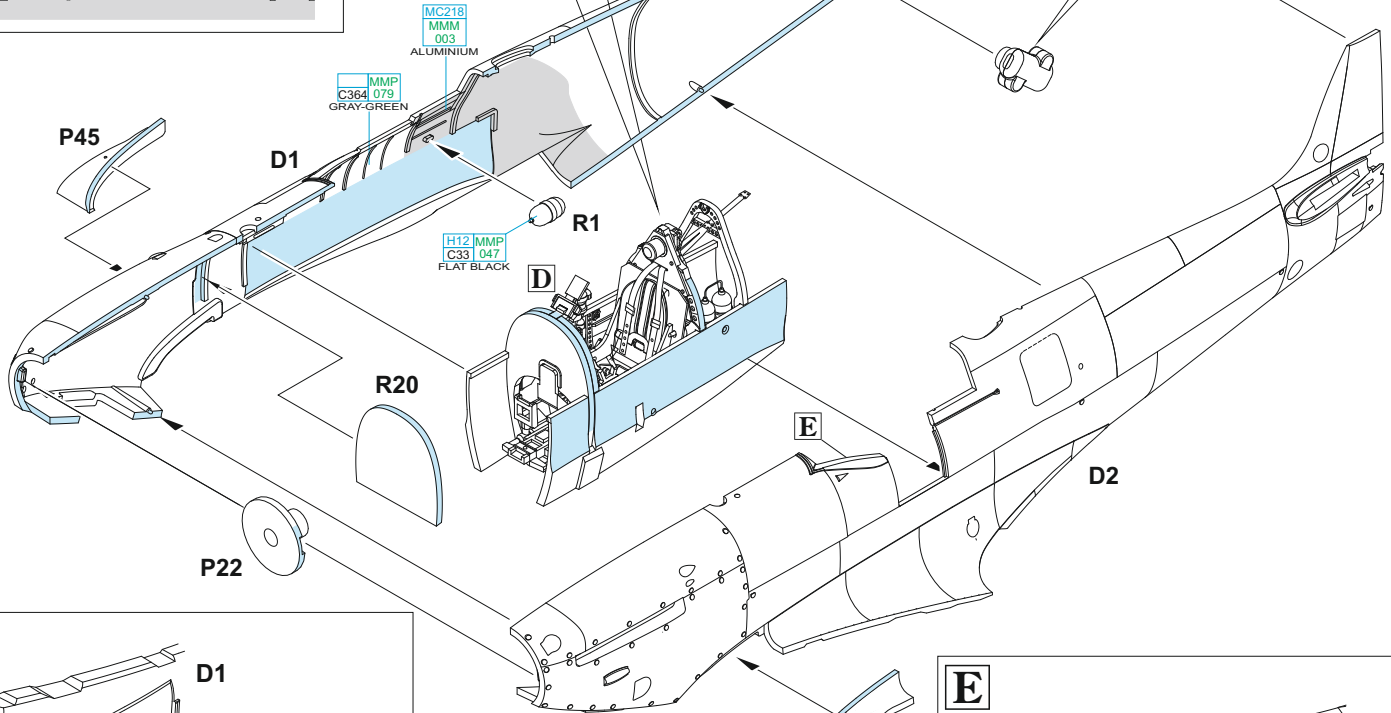 MC218
MMM
003
ALUMINIUM
MMP
C364 079
GRAY-GREEN
P45
D1
R1
H12 MMP
C33 047
FLAT BLACK
D
R20
E
D2
P22
D1
E